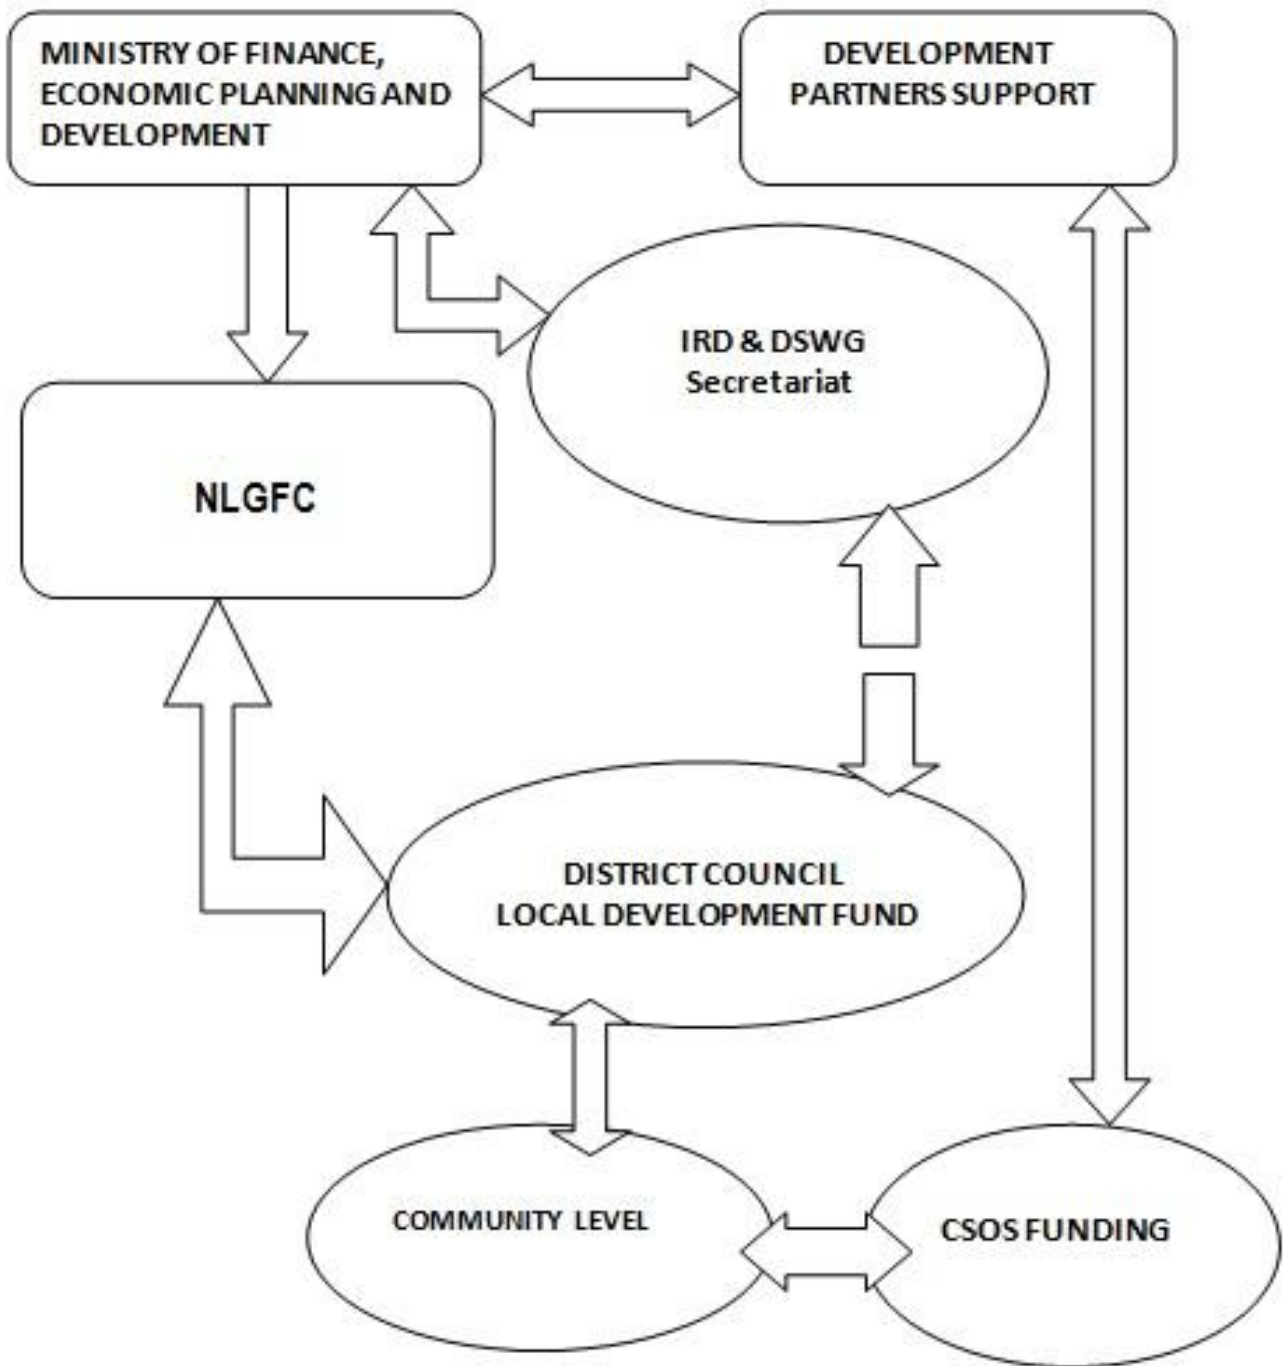 MINISTRY OF FINANCE,
ECONOMIC PLANNING AND
DEVELOPMENT
DEVELOPMENT
PARTNERS SUPPORT
IRD & DSWG
Secretariat
NLGFC
DISTRICT COUNCIL
LOCAL DEVELOPMENT FUND
COMMUNITY LEVEL
CSOS FUNDING